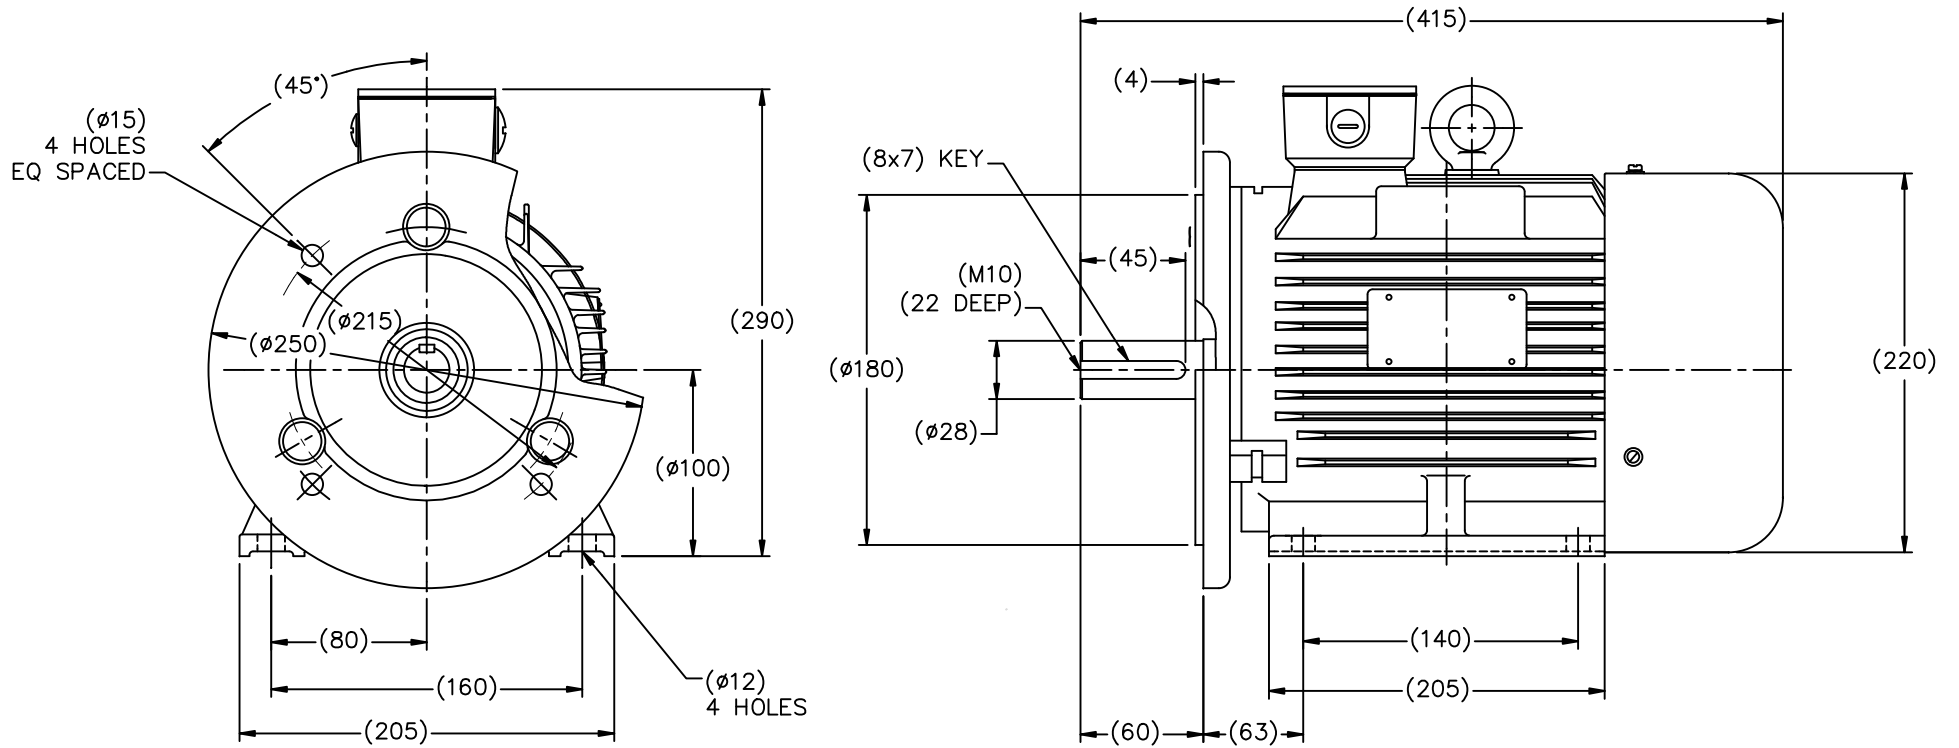 (415)
(45°)
(4)
(ø15)
4 HOLES
EQ SPACED
(8x7) KEY
(45)
(M10)
(22 DEEP)
(ø215)
(ø250)
(290)
(ø180)
(220)
(ø28)
(ø100)
(80)
(140)
(160)
(ø12)
4 HOLES
(205)
(205)
(60)
(63)